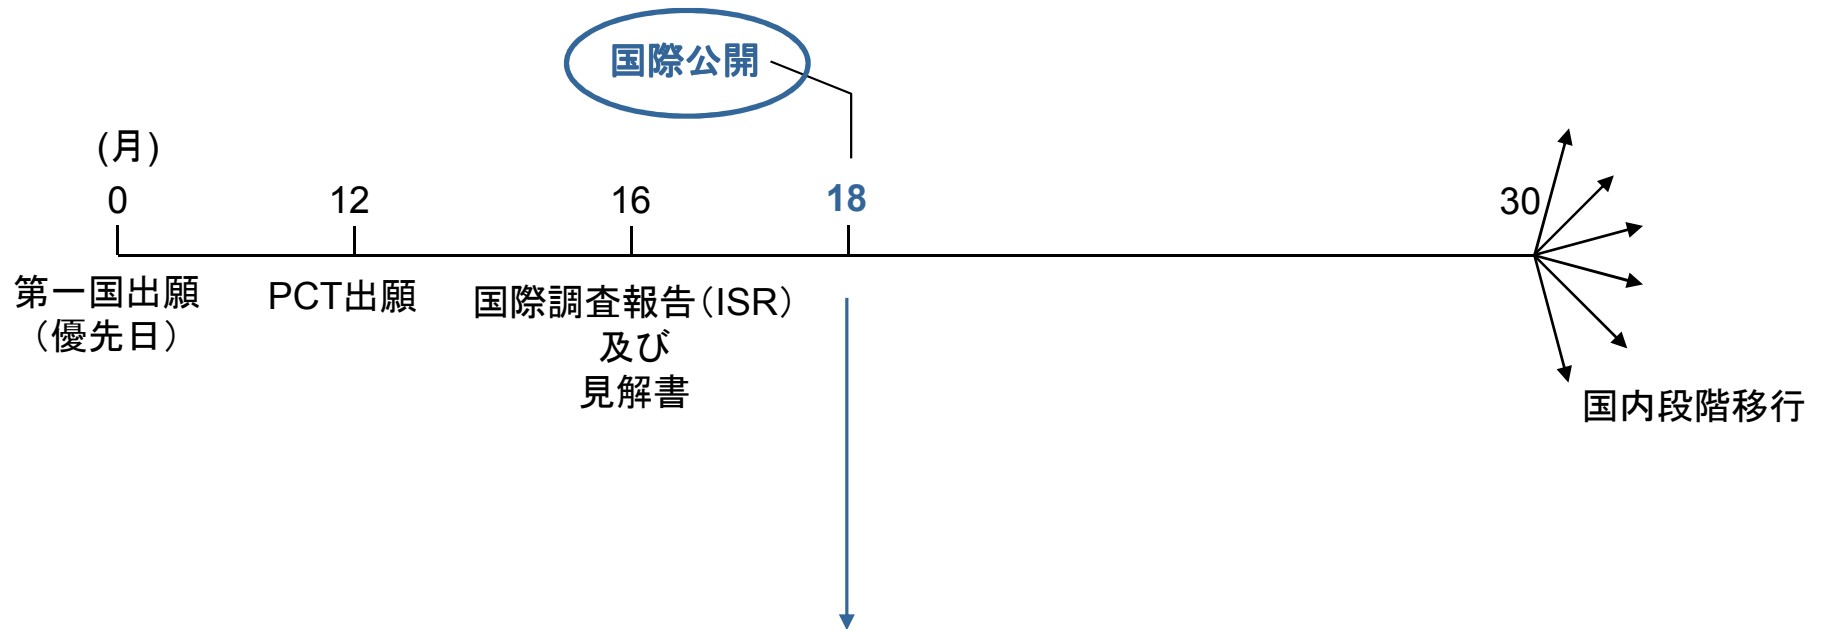 国際公開
(月)
0
12
16
18
30
第一国出願
（優先日）
PCT出願
国際調査報告（ISR）
及び
見解書
国内段階移行